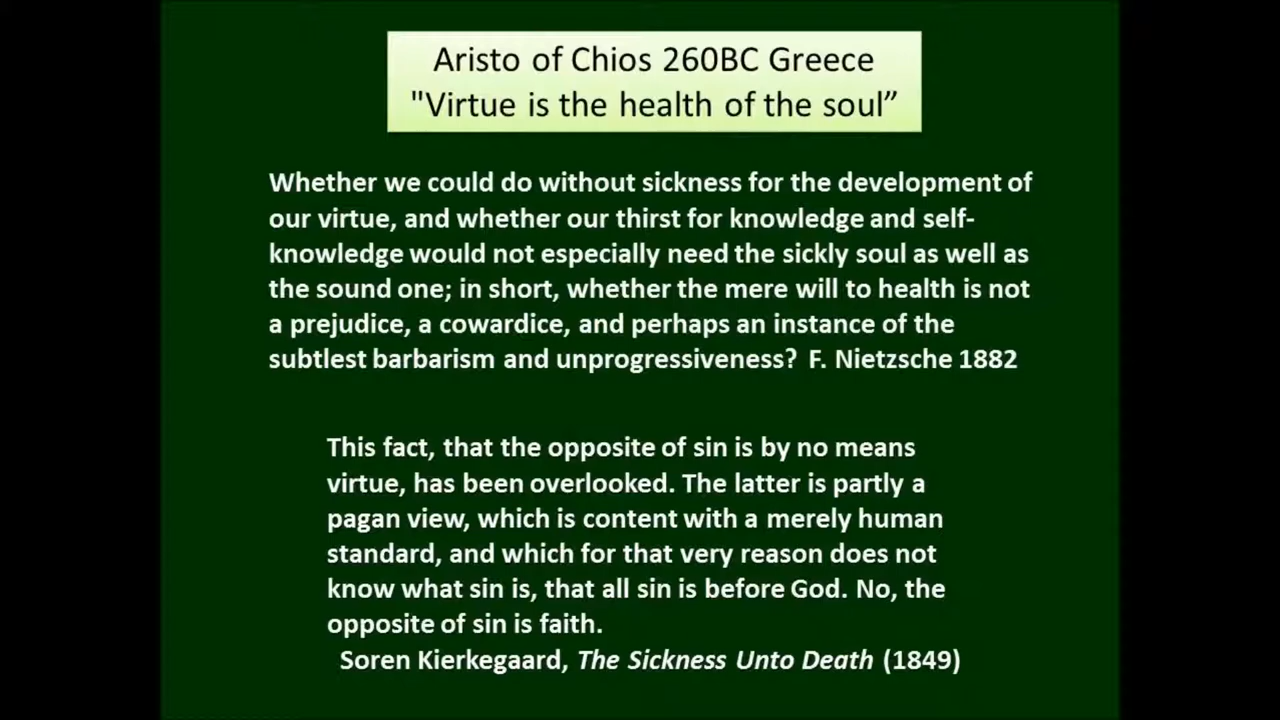 Aristo of Chios 260BC Greece
"Virtue is the health of the soul”
Whether we could do without sickness for the development of
our virtue, and whether our thirst for knowledge and self-
knowledge would not especially need the sickly soul as well as
the sound one; in short, whether the mere will to health is not
a prejudice, a cowardice, and perhaps an instance of the
subtlest barbarism and unprogressiveness? F. Nietzsche 1882
This fact, that the opposite of sin is by no means
virtue, has been overlooked. The latter is partly a
pagan view, which is content with a merely human
standard, and which for that very reason does not
know what sin is, that all sin is before God. No, the
opposite of sin is faith.
Soren Kierkegaard, The Sickness Unto Death (1849)